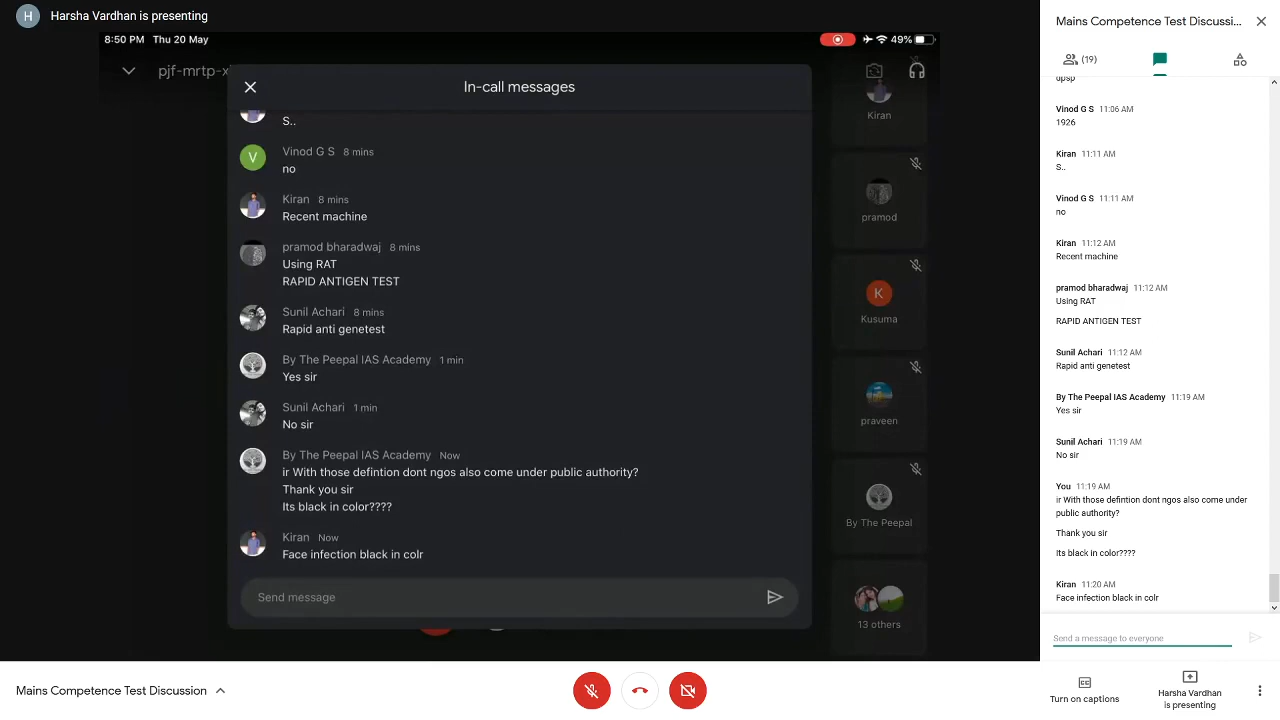 H
Harsha Vardhan is presenting
8:50 PM Thu 20 May
49%
pjf-mrtp-x
In-call messages
S..
Vinod G S 8 mins
V
no
Kiran 8 mins
Recent machine
pramod bharadwaj 8 mins
Using RAT
RAPID ANTIGEN TEST
Sunil Achari 8 mins
Rapid anti genetest
By The Peepal IAS Academy 1 min
Yes sir
Sunil Achari 1 min
No sir
By The Peepal IAS Academy Now
ir With those defintion dont ngos also come under public authority?
Thank you sir
Its black in color????
Kiran Now
Face infection black in colr
Send message
Kiran
pramod
K
Kusuma
praveen
By The Peepal
13 others
Mains Competence Test Discussi...
(19)
dpsp
Vinod G S 11:06 AM
1926
Kiran 11:11 AM
S..
Vinod G S 11:11 AM
no
Kiran 11:12 AM
Recent machine
pramod bharadwaj 11:12 AM
Using RAT
RAPID ANTIGEN TEST
Sunil Achari 11:12 AM
Rapid anti genetest
By The Peepal IAS Academy 11:19 AM
Yes sir
Sunil Achari 11:19 AM
No sir
You 11:19 AM
ir With those defintion dont ngos also come under
public authority?
Thank you sir
Its black in color????
Kiran 11:20 AM
Face infection black in colr
Send a message to everyone
Mains Competence Test Discussion
Turn on captions
Harsha Vardhan
is presenting